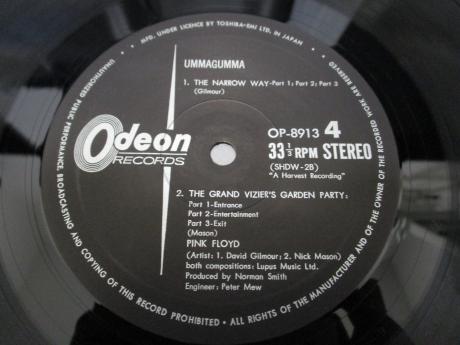 MFD. UNDER LICENCE BY TOSHIBA-EMI LTD, IN JAPAN •
UNAUTHORIZED PUBLIC PERFORMANCE, BROADCASTING AND COPYING OF THIS RECORD PROHIBITED • ALL RIGHTS OF THE MANUFACTURER AND OF THE OWNER OF THE RECORDED WORK ARE RESERVED
UMMAGUMMA
1. THE NARROW WAY-Part 1; Part 2; Part 3
(Gilmour)
Odeon
RECORDS
OP-8913 4
33 1/3 RPM STEREO
(SHDW-2B)
"A Harvest Recording"
2. THE GRAND VIZIER'S GARDEN PARTY:
Part 1-Entrance
Part 2-Entertainment
Part 3-Exit
(Mason)
PINK FLOYD
(Artist: 1. David Gilmour; 2. Nick Mason)
both compositions: Lupus Music Ltd.
Produced by Norman Smith
Engineer: Peter Mew